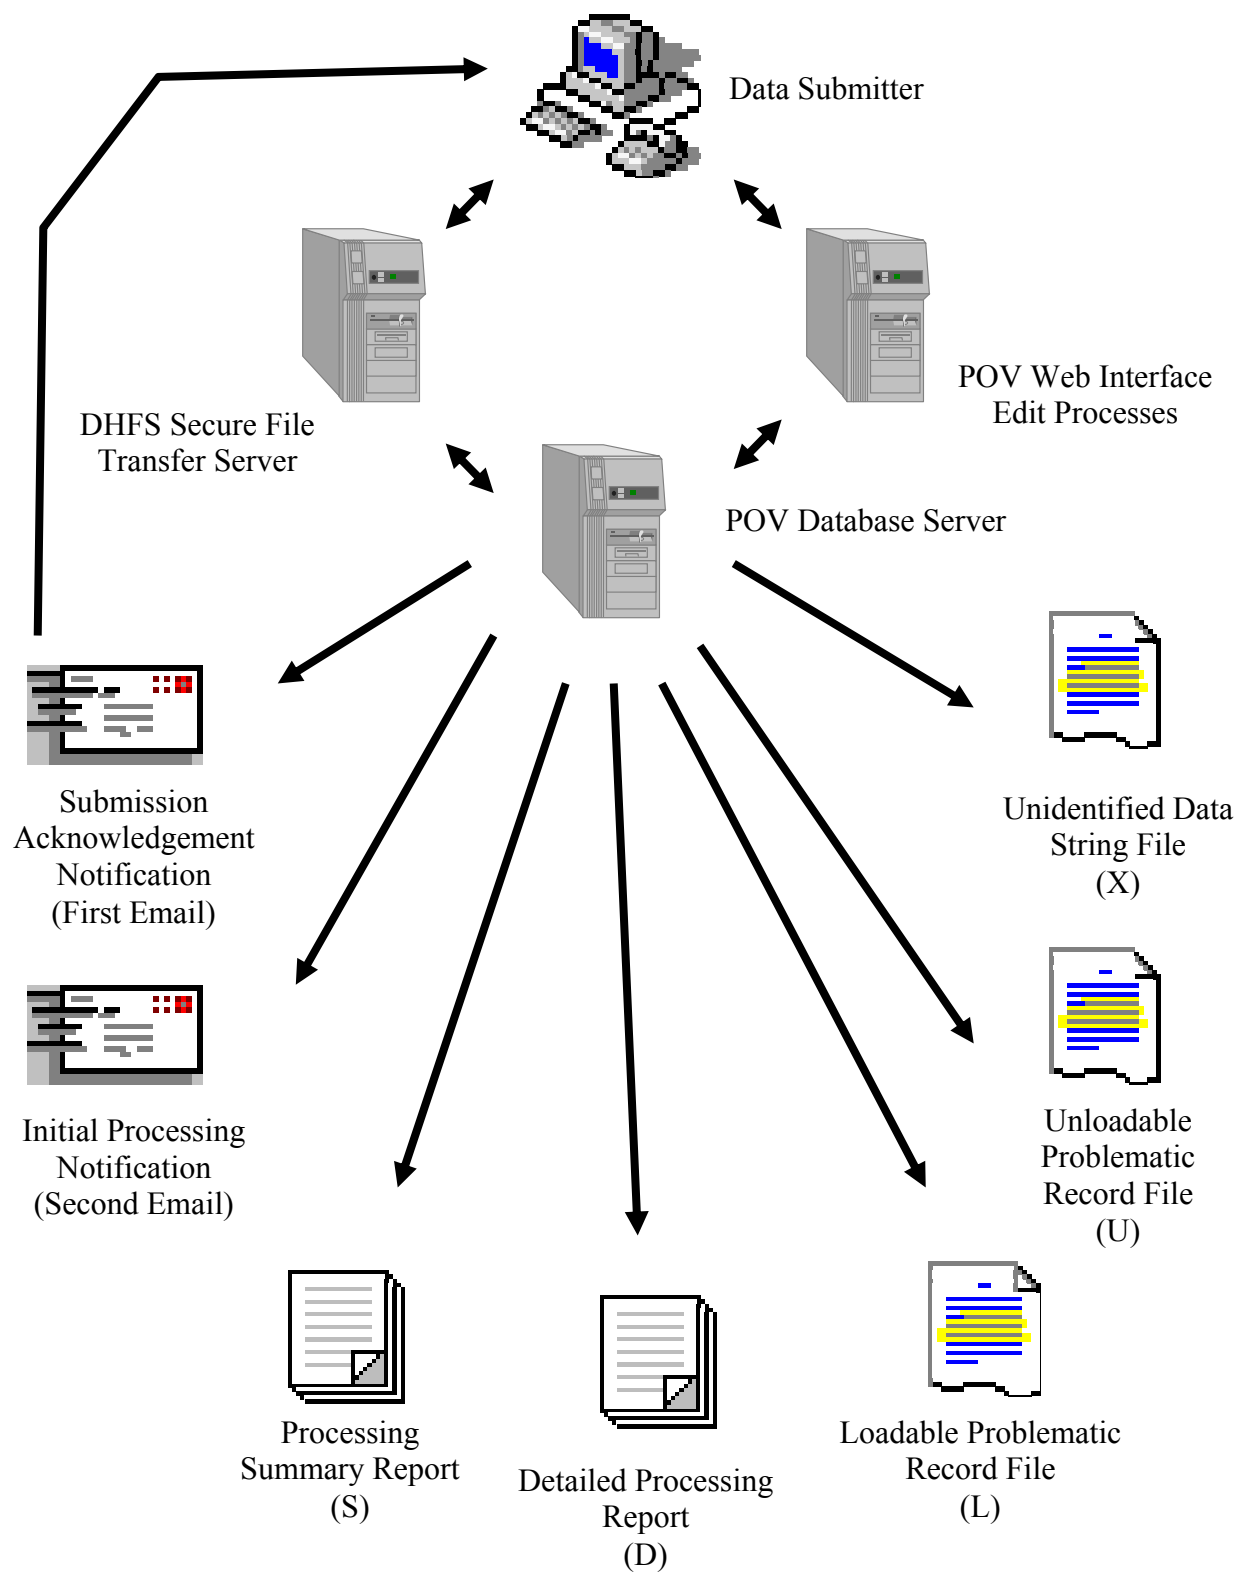 Data Submitter
POV Web Interface
Edit Processes
DHFS Secure File
Transfer Server
POV Database Server
Submission
Acknowledgement
Notification
(First Email)
Unidentified Data
String File
(X)
Initial Processing
Notification
(Second Email)
Unloadable
Problematic
Record File
(U)
Processing
Summary Report
(S)
Detailed Processing
Report
(D)
Loadable Problematic
Record File
(L)